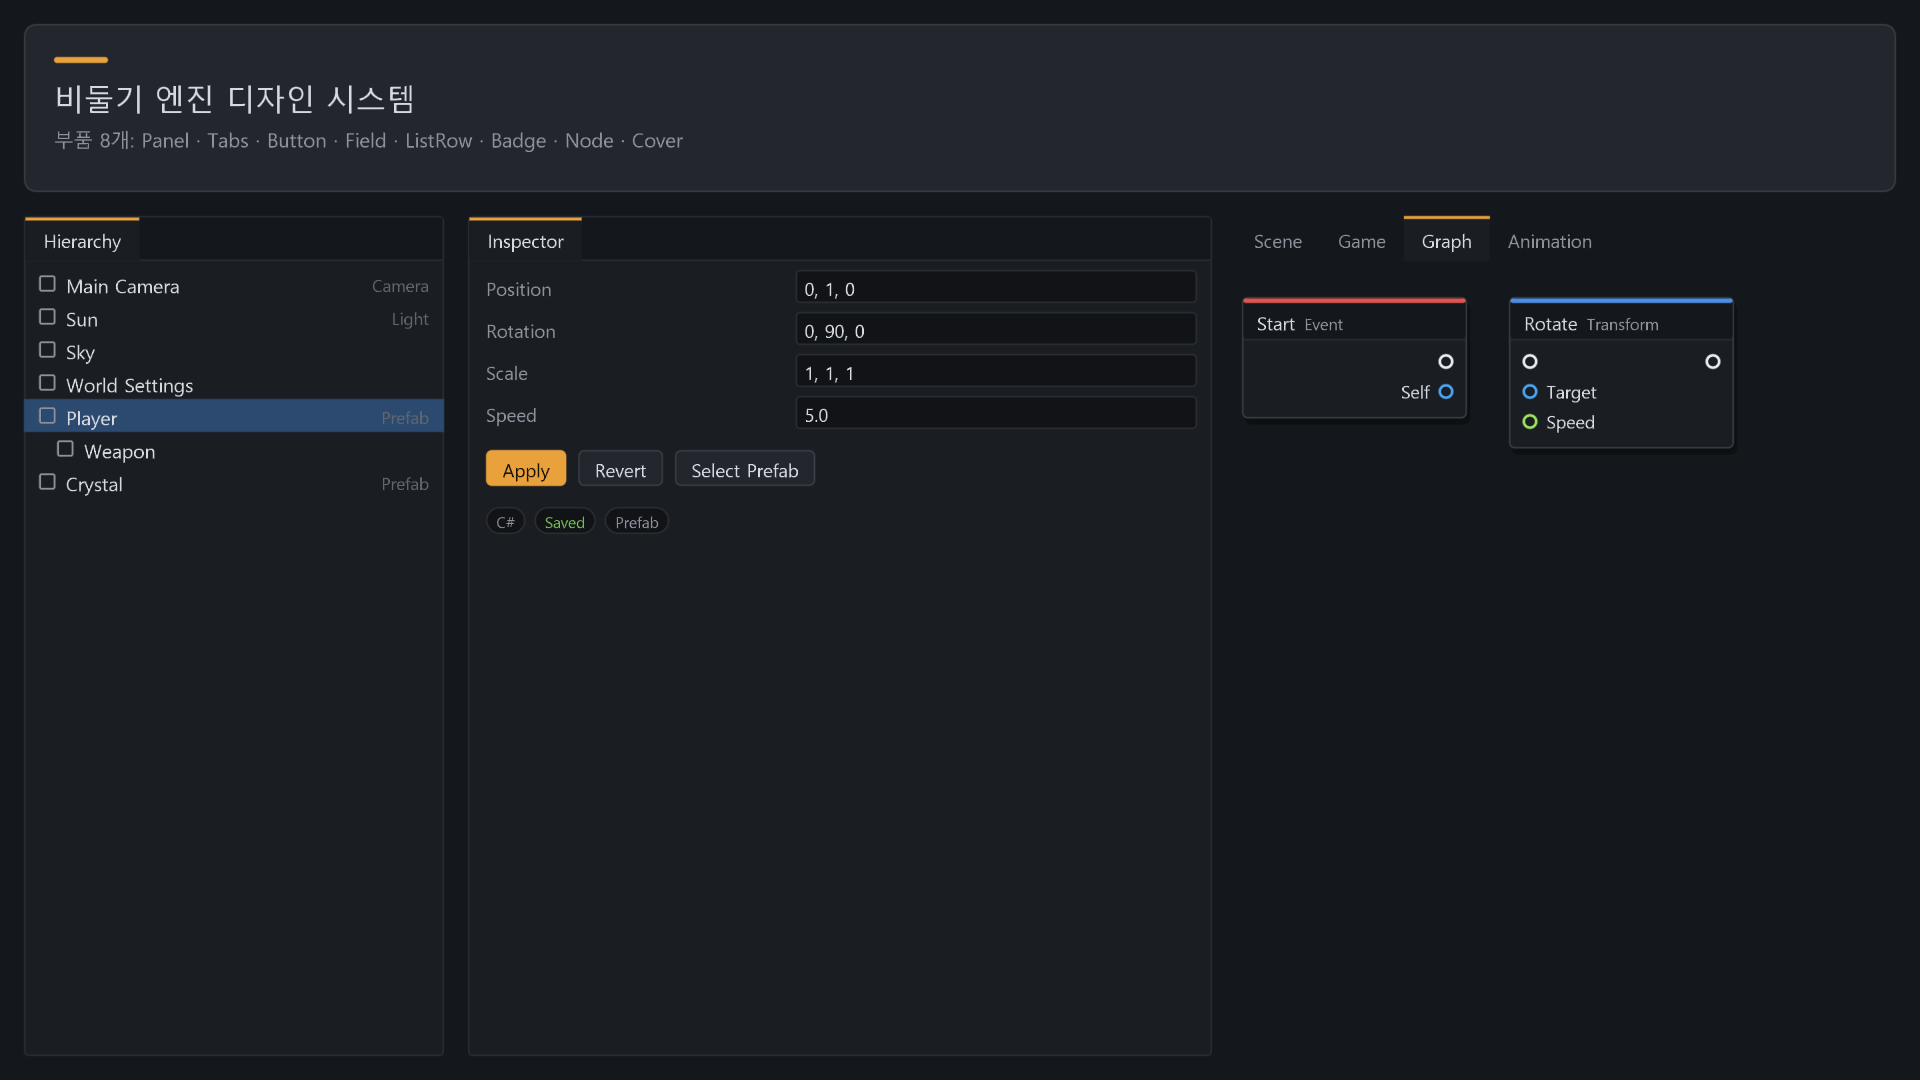 비둘기 엔진 디자인 시스템
부품 8개: Panel · Tabs · Button · Field · ListRow · Badge · Node · Cover
Hierarchy
Main Camera Camera
Sun Light
Sky
World Settings
Player Prefab
Weapon
Crystal Prefab
Inspector
Position 0, 1, 0
Rotation 0, 90, 0
Scale 1, 1, 1
Speed 5.0
Apply Revert Select Prefab
C# Saved Prefab
Scene Game Graph Animation
Start Event
Self
Rotate Transform
Target
Speed